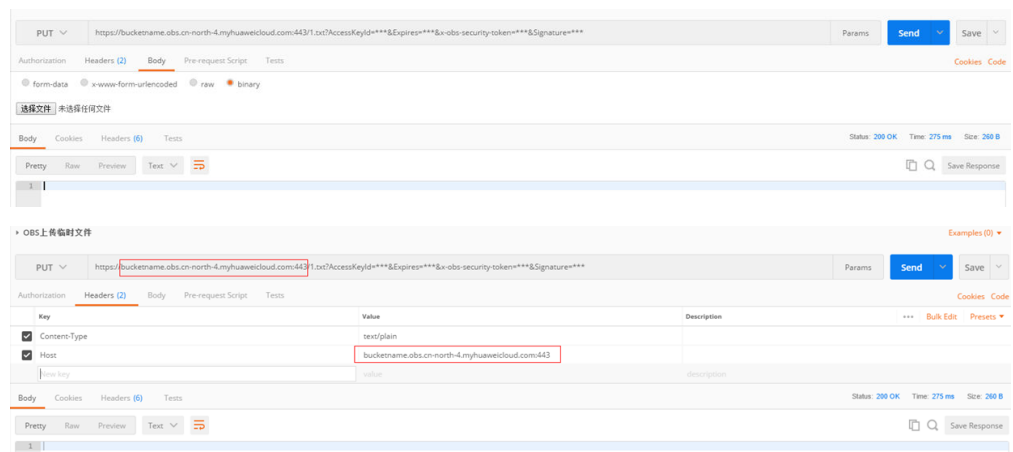 PUT https://bucketname.obs.cn-north-4.myhuaweicloud.com:443/1.txt?AccessKeyId=***&Expires=***&x-obs-security-token=***&Signature=*** Params Send Save
Authorization Headers (2) Body Pre-request Script Tests Cookies Code
form-data x-www-form-urlencoded raw binary
选择文件 未选择任何文件
Body Cookies Headers (6) Tests Status: 200 OK Time: 275 ms Size: 260 B
Pretty Raw Preview Text Save Response
1
OBS上传临时文件 Examples (0)
PUT https://bucketname.obs.cn-north-4.myhuaweicloud.com:443/1.txt?AccessKeyId=***&Expires=***&x-obs-security-token=***&Signature=*** Params Send Save
Authorization Headers (2) Body Pre-request Script Tests Cookies Code
Key Value Description Bulk Edit Presets
Content-Type text/plain
Host bucketname.obs.cn-north-4.myhuaweicloud.com:443
New key value description
Body Cookies Headers (6) Tests Status: 200 OK Time: 275 ms Size: 260 B
Pretty Raw Preview Text Save Response
1